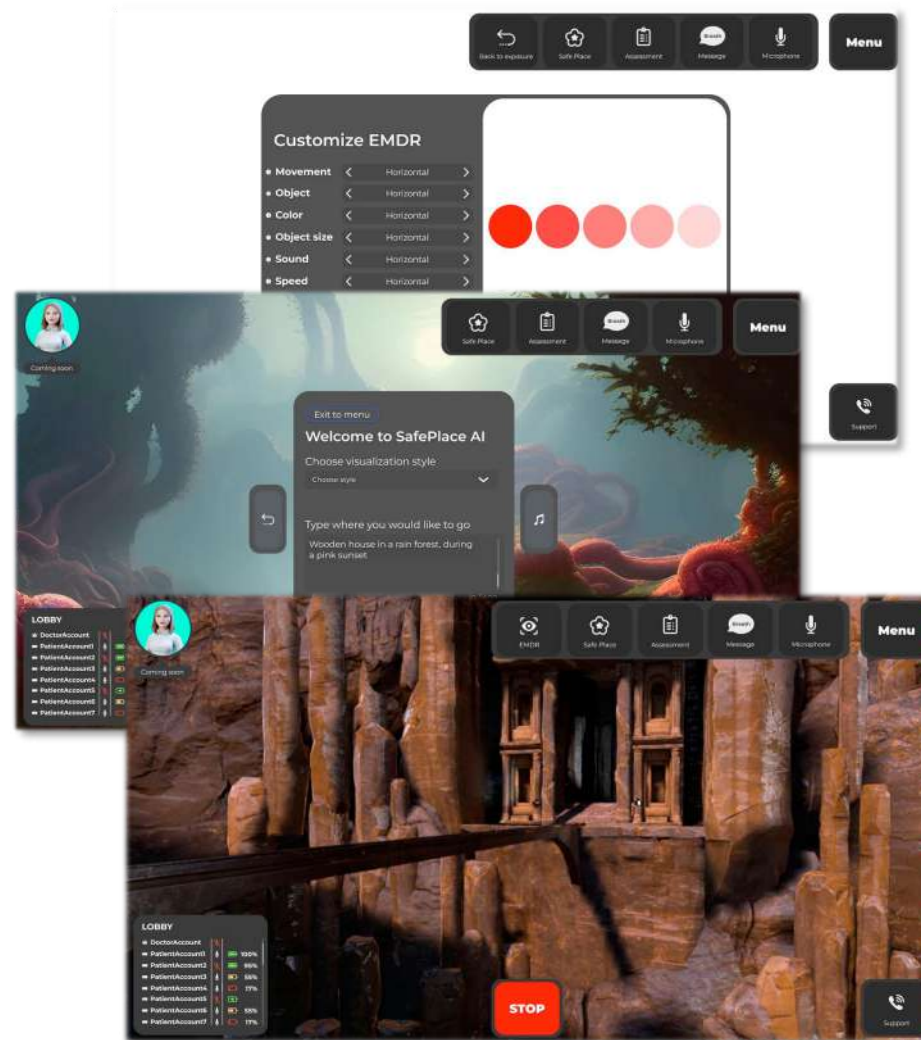 Back to exposure
Safe Place
Assessment
Breath
Message
Microphone
Menu
Customize EMDR
Movement < Horizontal >
Object < Horizontal >
Color < Horizontal >
Object size < Horizontal >
Sound < Horizontal >
Speed < Horizontal >
Support
Coming soon
Safe Place
Assessment
Breath
Message
Microphone
Menu
Exit to menu
Welcome to SafePlace AI
Choose visualization style
Choose style
Type where you would like to go
Wooden house in a rain forest, during
a pink sunset
LOBBY
DoctorAccount
PatientAccount1
PatientAccount2
PatientAccount3
PatientAccount4
PatientAccount5
PatientAccount6
PatientAccount7
Coming soon
EMDR
Safe Place
Assessment
Breath
Message
Microphone
Menu
LOBBY
DoctorAccount
PatientAccount1 100%
PatientAccount2 95%
PatientAccount3 55%
PatientAccount4 17%
PatientAccount5
PatientAccount6 55%
PatientAccount7 17%
STOP
Support